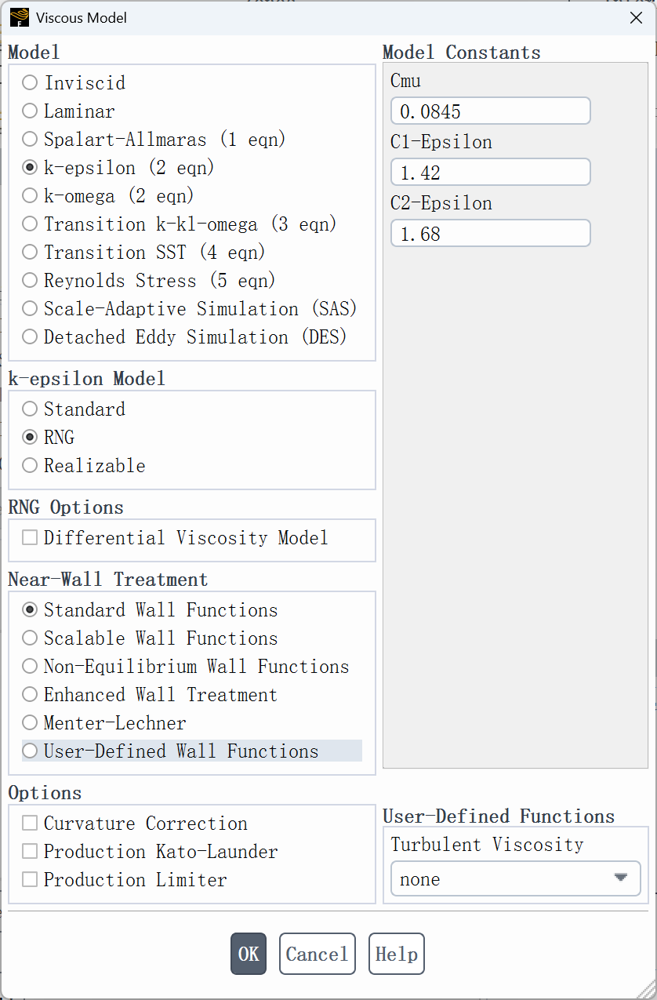 Viscous Model
Model
Inviscid
Laminar
Spalart-Allmaras (1 eqn)
k-epsilon (2 eqn)
k-omega (2 eqn)
Transition k-kl-omega (3 eqn)
Transition SST (4 eqn)
Reynolds Stress (5 eqn)
Scale-Adaptive Simulation (SAS)
Detached Eddy Simulation (DES)
k-epsilon Model
Standard
RNG
Realizable
RNG Options
Differential Viscosity Model
Near-Wall Treatment
Standard Wall Functions
Scalable Wall Functions
Non-Equilibrium Wall Functions
Enhanced Wall Treatment
Menter-Lechner
User-Defined Wall Functions
Options
Curvature Correction
Production Kato-Launder
Production Limiter
Model Constants
Cmu
0.0845
C1-Epsilon
1.42
C2-Epsilon
1.68
User-Defined Functions
Turbulent Viscosity
none
OK
Cancel
Help